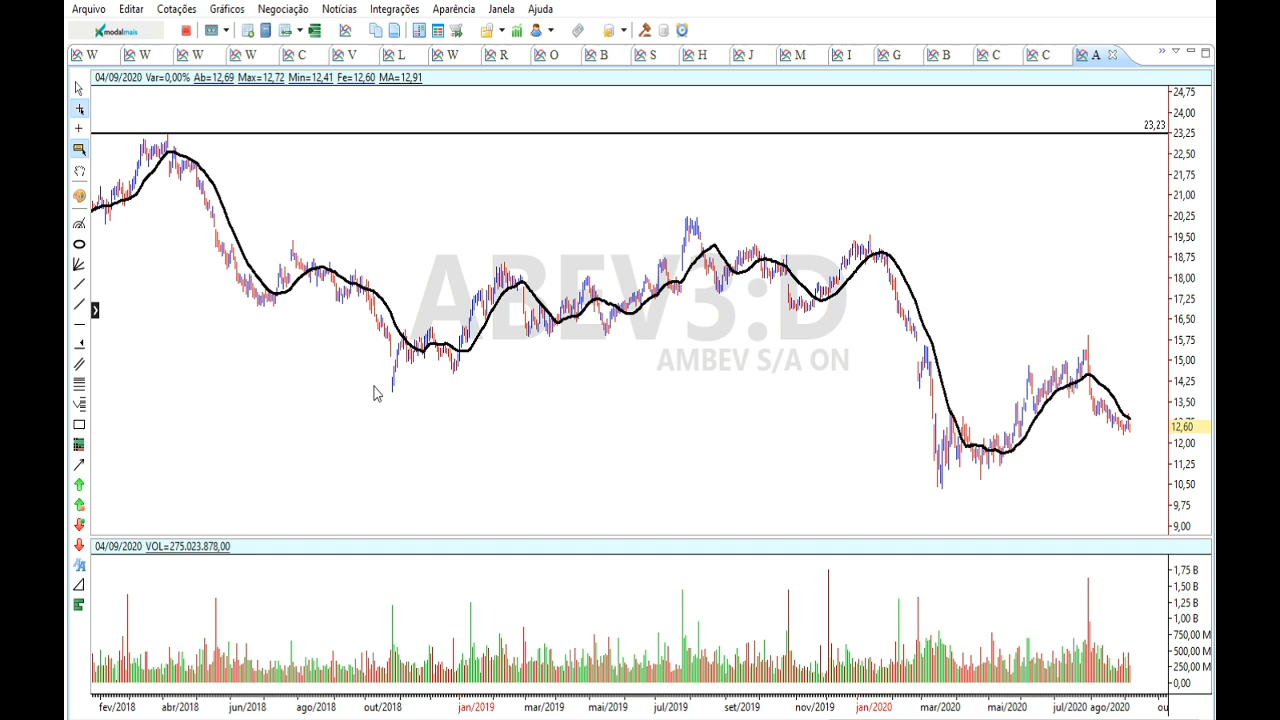 Arquivo Editar Cotações Gráficos Negociação Notícias Integrações Aparência Janela Ajuda
modalmais
W W W W C V L W R O B S H J M I G B C C A
04/09/2020 Var=0,00% Ab=12,69 Max=12,72 Min=12,41 Fe=12,60 MA=12,91
24,75
24,00
23,23
23,25
22,50
21,75
21,00
20,25
19,50
18,75
18,00
17,25
16,50
15,75
15,00
14,25
13,50
12,60
12,00
11,25
10,50
9,75
9,00
ABEV3:D
AMBEV S/A ON
04/09/2020 VOL=275.023.878,00
1,75 B
1,50 B
1,25 B
1,00 B
750,00 M
500,00 M
250,00 M
0,00
fev/2018 abr/2018 jun/2018 ago/2018 out/2018 jan/2019 mar/2019 mai/2019 jul/2019 set/2019 nov/2019 jan/2020 mar/2020 mai/2020 jul/2020 ago/2020 ou